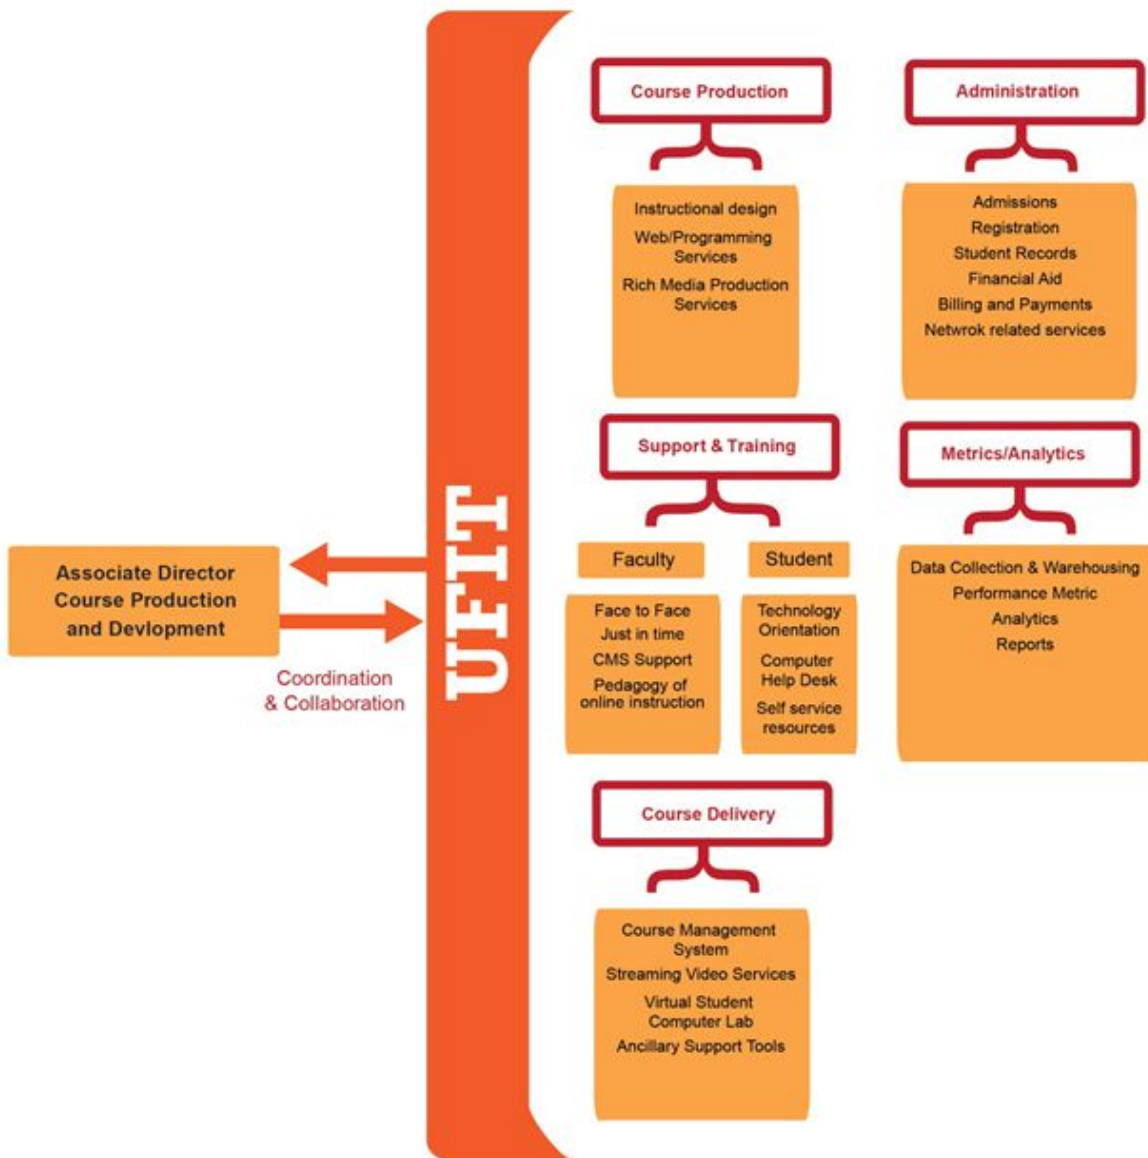 Associate Director
Course Production
and Devlopment
Coordination
& Collaboration
UFIT
Course Production
Instructional design
Web/Programming
Services
Rich Media Production
Services
Administration
Admissions
Registration
Student Records
Financial Aid
Billing and Payments
Netwrok related services
Support & Training
Faculty
Face to Face
Just in time
CMS Support
Pedagogy of
online instruction
Student
Technology
Orientation
Computer
Help Desk
Self service
resources
Metrics/Analytics
Data Collection & Warehousing
Performance Metric
Analytics
Reports
Course Delivery
Course Management
System
Streaming Video Services
Virtual Student
Computer Lab
Ancillary Support Tools